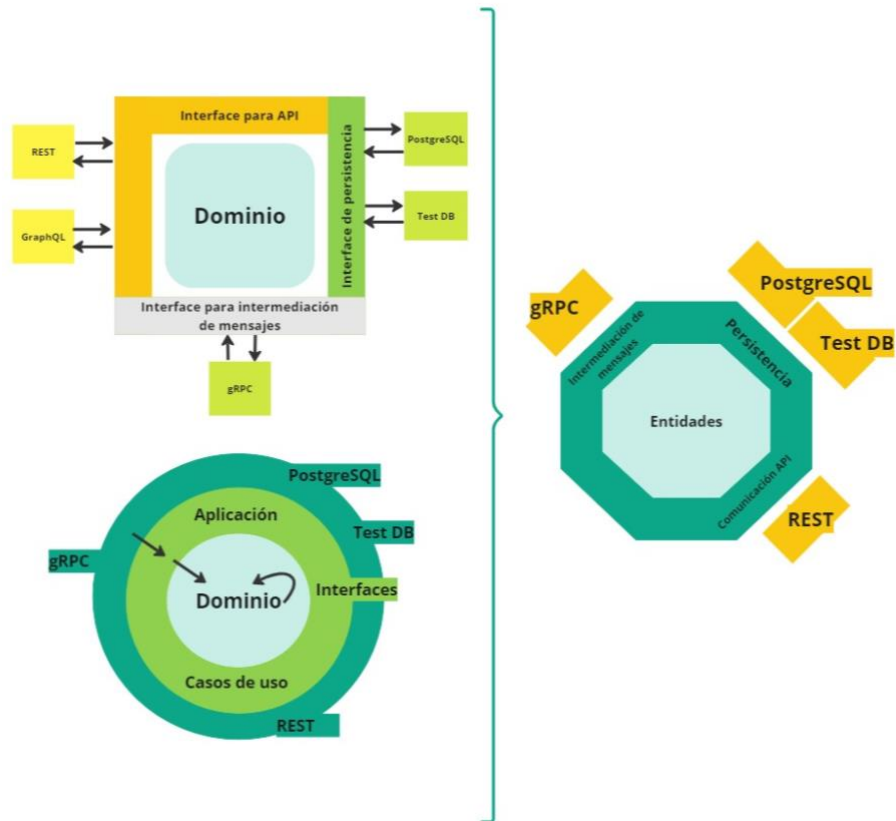 Interface para API
REST
GraphQL
Dominio
Interface de persistencia
PostgreSQL
Test DB
Interface para intermediación
de mensajes
gRPC
PostgreSQL
Aplicación
Test DB
gRPC
Interfaces
Dominio
Casos de uso
REST
gRPC
PostgreSQL
Test DB
Intermediación de
mensajes
Persistencia
Entidades
Comunicación API
REST